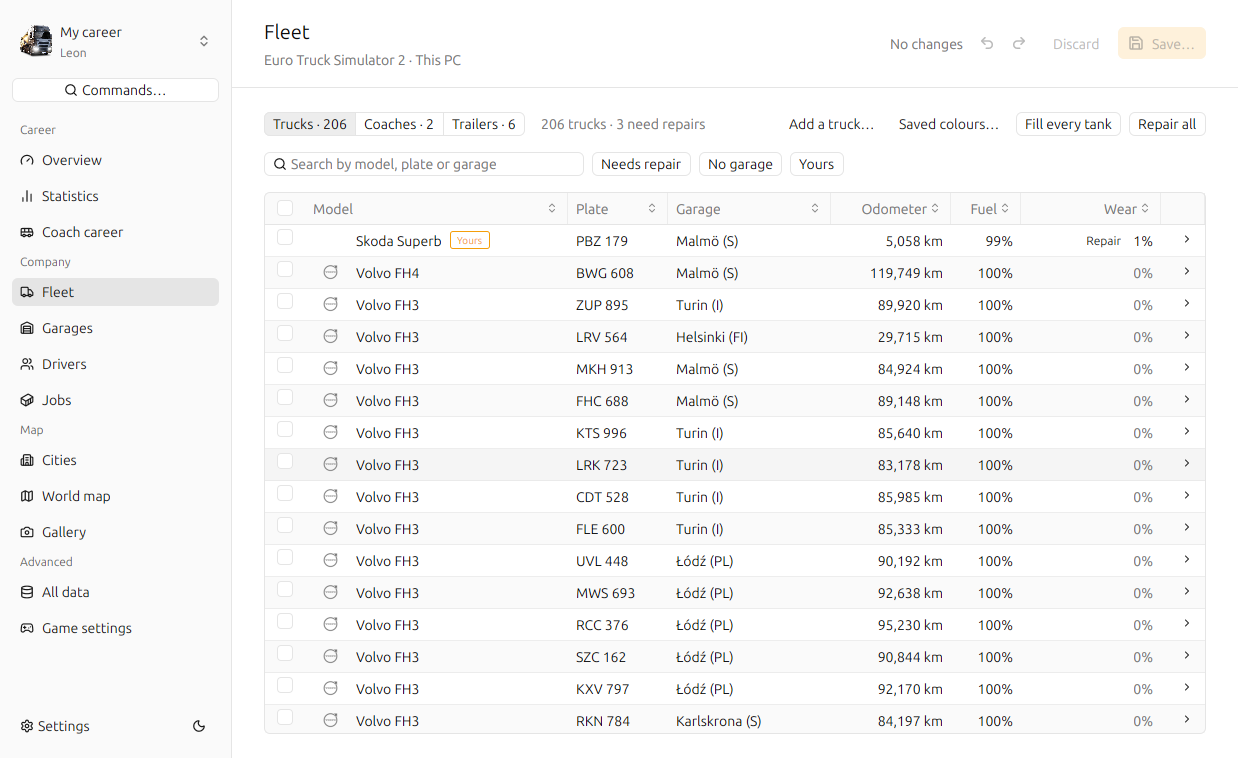 My career
Leon
Commands…
Career
Overview
Statistics
Coach career
Company
Fleet
Garages
Drivers
Jobs
Map
Cities
World map
Gallery
Advanced
All data
Game settings
Settings
Fleet
Euro Truck Simulator 2 · This PC
No changes Discard Save…
Trucks · 206 Coaches · 2 Trailers · 6 206 trucks · 3 need repairs Add a truck… Saved colours… Fill every tank Repair all
Search by model, plate or garage Needs repair No garage Yours
Model Plate Garage Odometer Fuel Wear
Skoda Superb Yours PBZ 179 Malmö (S) 5,058 km 99% Repair 1%
Volvo FH4 BWG 608 Malmö (S) 119,749 km 100% 0%
Volvo FH3 ZUP 895 Turin (I) 89,920 km 100% 0%
Volvo FH3 LRV 564 Helsinki (FI) 29,715 km 100% 0%
Volvo FH3 MKH 913 Malmö (S) 84,924 km 100% 0%
Volvo FH3 FHC 688 Malmö (S) 89,148 km 100% 0%
Volvo FH3 KTS 996 Turin (I) 85,640 km 100% 0%
Volvo FH3 LRK 723 Turin (I) 83,178 km 100% 0%
Volvo FH3 CDT 528 Turin (I) 85,985 km 100% 0%
Volvo FH3 FLE 600 Turin (I) 85,333 km 100% 0%
Volvo FH3 UVL 448 Łódź (PL) 90,192 km 100% 0%
Volvo FH3 MWS 693 Łódź (PL) 92,638 km 100% 0%
Volvo FH3 RCC 376 Łódź (PL) 95,230 km 100% 0%
Volvo FH3 SZC 162 Łódź (PL) 90,844 km 100% 0%
Volvo FH3 KXV 797 Łódź (PL) 92,170 km 100% 0%
Volvo FH3 RKN 784 Karlskrona (S) 84,197 km 100% 0%